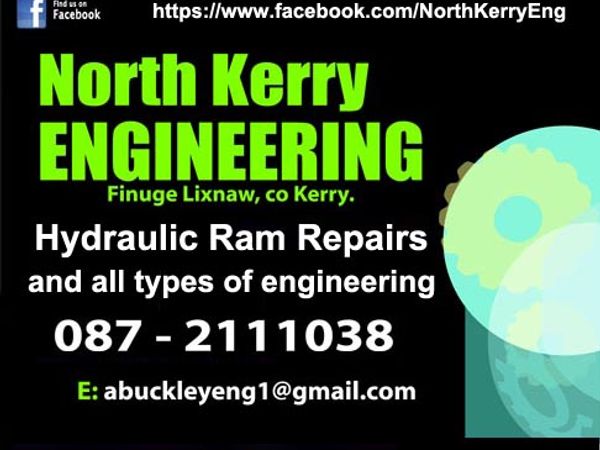 Find us on
Facebook
https://www.facebook.com/NorthKerryEng
North Kerry
ENGINEERING
Finuge Lixnaw, co Kerry.
Hydraulic Ram Repairs
and all types of engineering
087 - 2111038
E: abuckleyeng1@gmail.com